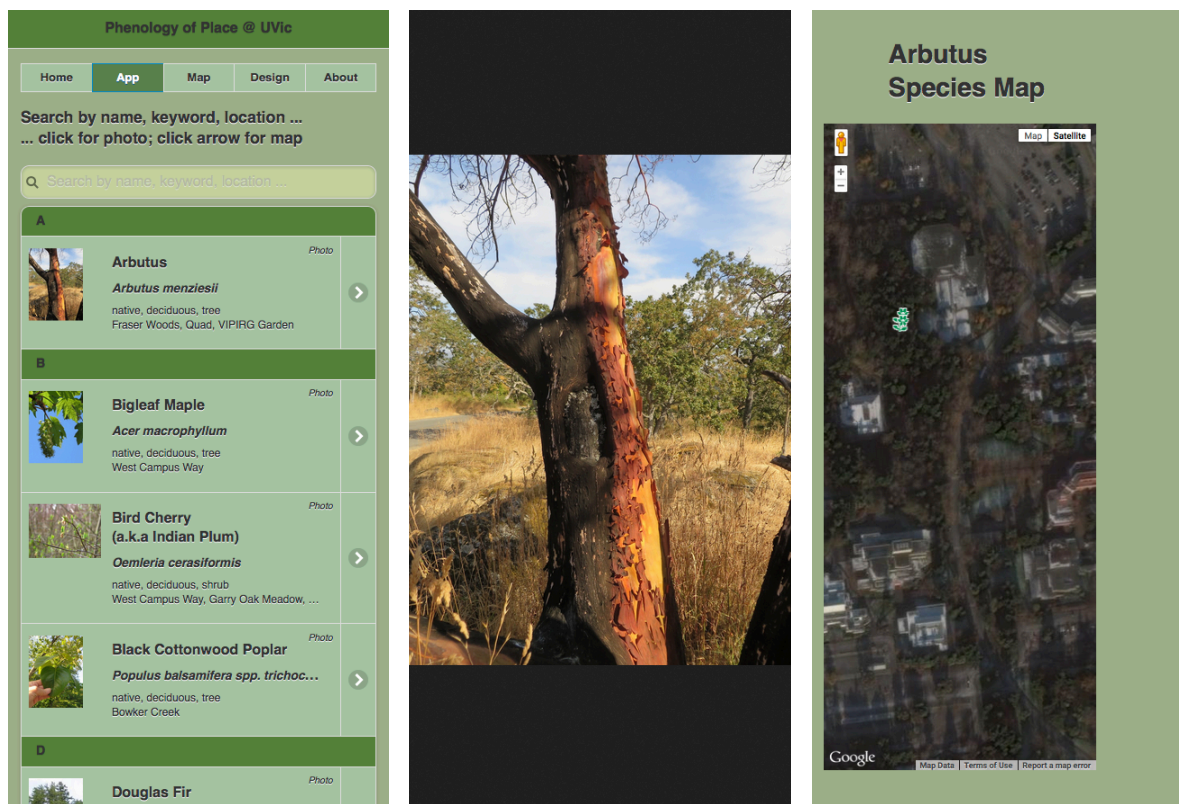 Phenology of Place @ UVic
Home App Map Design About
Search by name, keyword, location ...
... click for photo; click arrow for map
Search by name, keyword, location ...
A
Photo
Arbutus
Arbutus menziesii
native, deciduous, tree
Fraser Woods, Quad, VIPIRG Garden
B
Photo
Bigleaf Maple
Acer macrophyllum
native, deciduous, tree
West Campus Way
Photo
Bird Cherry
(a.k.a Indian Plum)
Oemleria cerasiformis
native, deciduous, shrub
West Campus Way, Garry Oak Meadow, ...
Photo
Black Cottonwood Poplar
Populus balsamifera spp. trichoc...
native, deciduous, tree
Bowker Creek
D
Photo
Douglas Fir
Arbutus
Species Map
Map Satellite
+
−
Google
Map Data Terms of Use Report a map error